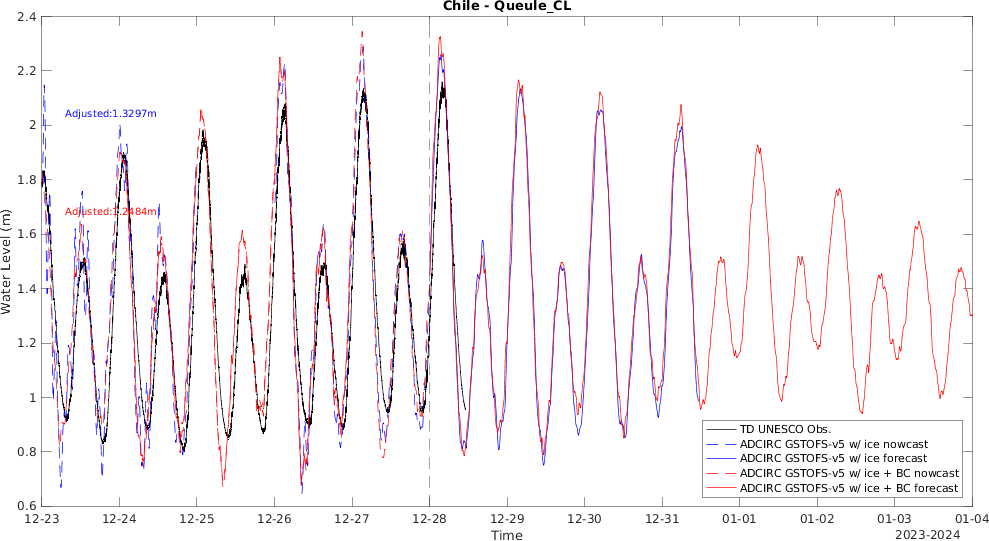 Chile - Queule_CL
2.4
2.2
2
1.8
1.6
1.4
1.2
1
0.8
0.6
Water Level (m)
Adjusted:1.3297m
Adjusted:1.2484m
TD UNESCO Obs.
ADCIRC GSTOFS-v5 w/ ice nowcast
ADCIRC GSTOFS-v5 w/ ice forecast
ADCIRC GSTOFS-v5 w/ ice + BC nowcast
ADCIRC GSTOFS-v5 w/ ice + BC forecast
12-23 12-24 12-25 12-26 12-27 12-28 12-29 12-30 12-31 01-01 01-02 01-03 01-04
Time
2023-2024